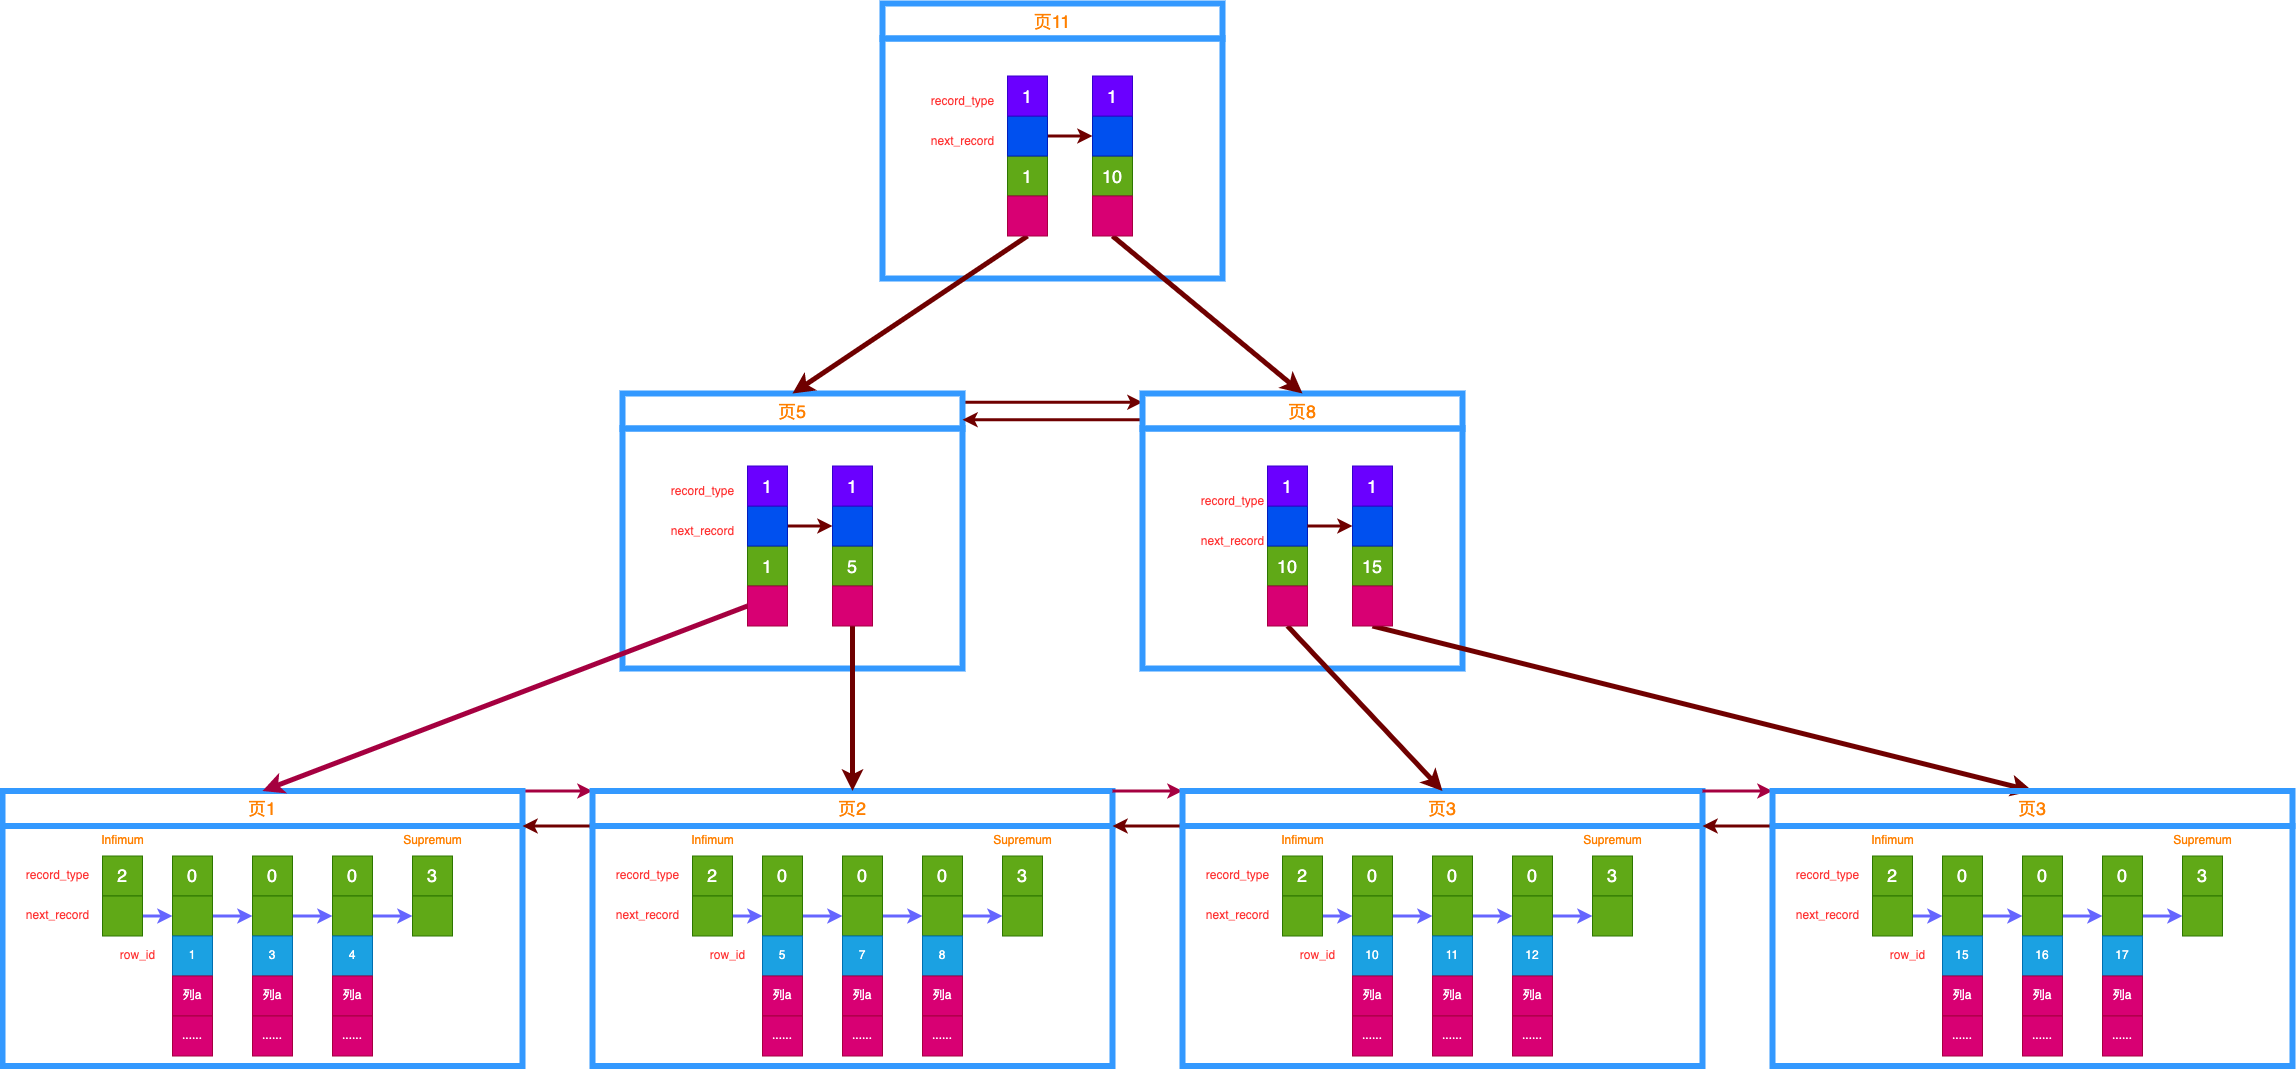 页11
record_type 1 1
next_record
1 10
页5 页8
record_type 1 1
next_record
1 5
record_type 1 1
next_record
10 15
页1
Infimum Supremum
record_type 2 0 0 0 3
next_record
row_id 1 3 4
列a 列a 列a
...... ...... ......
页2
Infimum Supremum
record_type 2 0 0 0 3
next_record
row_id 5 7 8
列a 列a 列a
...... ...... ......
页3
Infimum Supremum
record_type 2 0 0 0 3
next_record
row_id 10 11 12
列a 列a 列a
...... ...... ......
页3
Infimum Supremum
record_type 2 0 0 0 3
next_record
row_id 15 16 17
列a 列a 列a
...... ...... ......